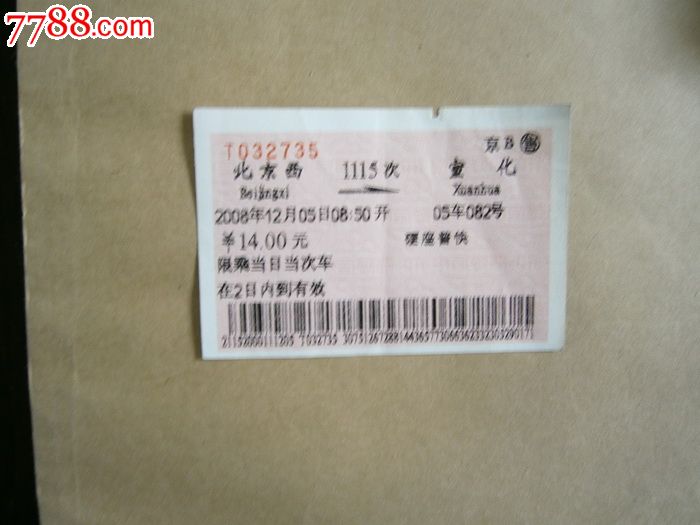 7788.com
T032735 京B 售
北京西 1115次 宣化
Beijingxi Xuanhua
2008年12月05日08:50开 05车082号
￥14.00元 硬座普快
限乘当日当次车
在2日内到有效